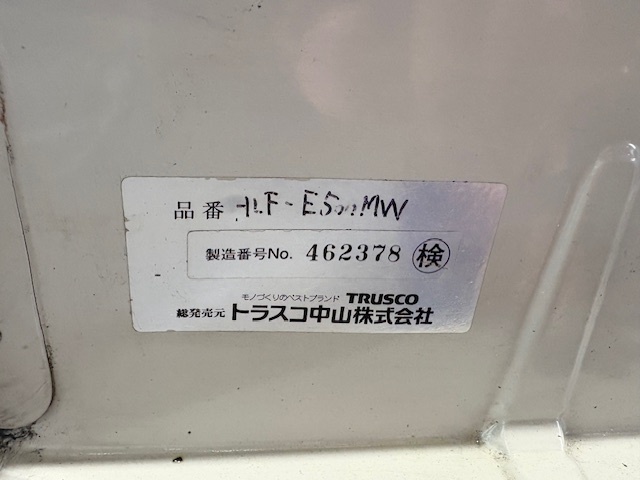 品番 HLF-E500MW
製造番号No. 462378 検
モノづくりのベストブランド TRUSCO
総発売元 トラスコ中山株式会社